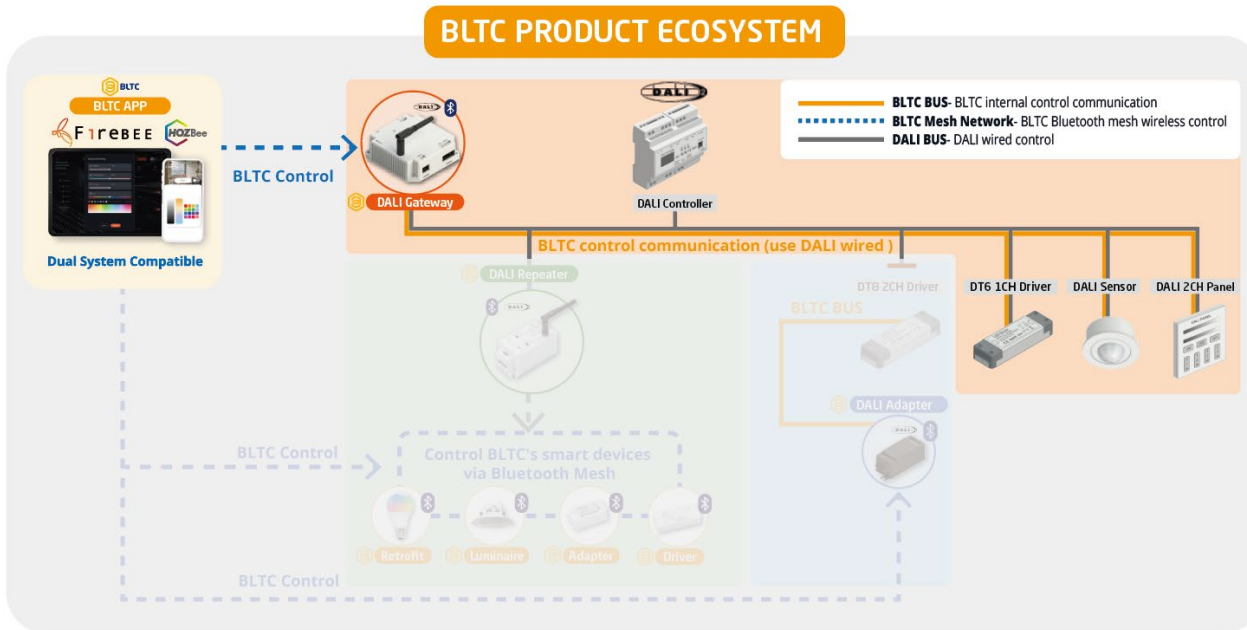 BLTC PRODUCT ECOSYSTEM
BLTC
BLTC APP
FIREBEE
HOZBee
Dual System Compatible
BLTC Control
DALI
DALI Gateway
DALI
DALI Controller
BLTC BUS- BLTC internal control communication
BLTC Mesh Network- BLTC Bluetooth mesh wireless control
DALI BUS- DALI wired control
BLTC control communication (use DALI wired )
DALI Repeater
DALI
DT8 2CH Driver
BLTC BUS
DT6 1CH Driver
DALI Sensor
DALI 2CH Panel
DALI Adapter
DALI
BLTC Control
Control BLTC's smart devices
via Bluetooth Mesh
Retrofit
Luminaire
Adapter
Driver
BLTC Control